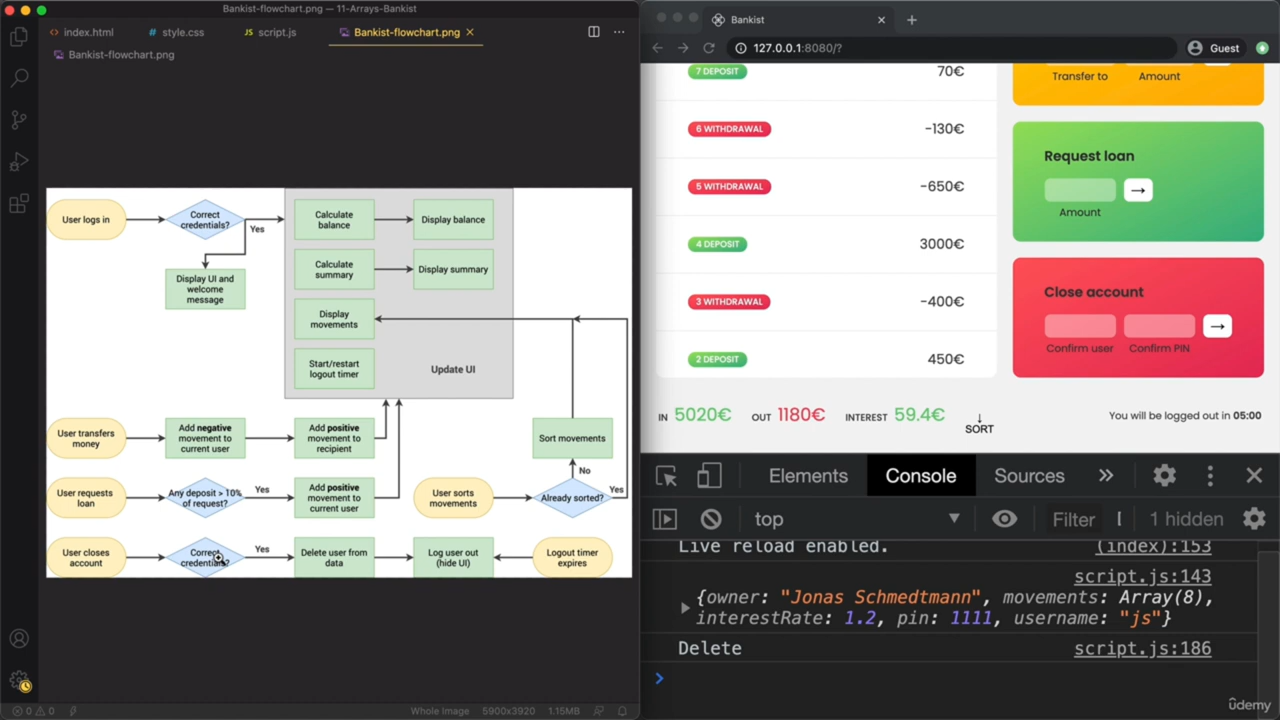 Bankist-flowchart.png — 11-Arrays-Bankist
index.html
style.css
JS script.js
Bankist-flowchart.png
Bankist-flowchart.png
User logs in
Correct
credentials?
Yes
Display UI and
welcome
message
Calculate
balance
Display balance
Calculate
summary
Display summary
Display
movements
Start/restart
logout timer
Update UI
User transfers
money
Add negative
movement to
current user
Add positive
movement to
recipient
Sort movements
No
User requests
loan
Any deposit > 10%
of request?
Yes
Add positive
movement to
current user
User sorts
movements
Already sorted?
Yes
User closes
account
Correct
credentials?
Yes
Delete user from
data
Log user out
(hide UI)
Logout timer
expires
0 0
Whole Image 5900x3920 1.15MB
Bankist
127.0.0.1:8080/?
Guest
7 DEPOSIT 70€
6 WITHDRAWAL -130€
5 WITHDRAWAL -650€
4 DEPOSIT 3000€
3 WITHDRAWAL -400€
2 DEPOSIT 450€
Transfer to Amount
Request loan
→
Amount
Close account
→
Confirm user Confirm PIN
IN 5020€ OUT 1180€ INTEREST 59.4€ ↓ SORT
You will be logged out in 05:00
Elements Console Sources »
top Filter 1 hidden
Live reload enabled. (index):153
script.js:143
{owner: "Jonas Schmedtmann", movements: Array(8),
interestRate: 1.2, pin: 1111, username: "js"}
Delete script.js:186
>
ûdemy